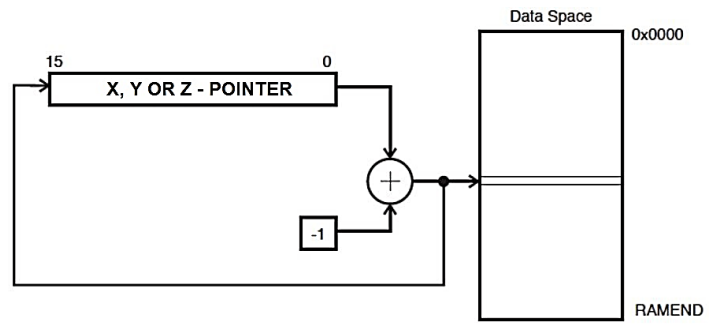 Data Space
0x0000
15 0
X, Y OR Z - POINTER
+
-1
RAMEND